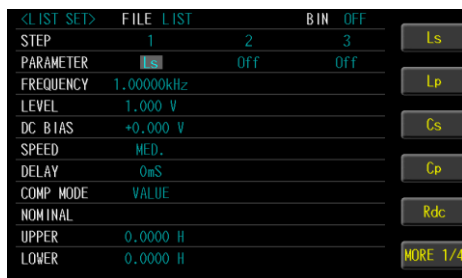 <LIST SET> FILE LIST BIN OFF
STEP 1 2 3
PARAMETER Ls Off Off
FREQUENCY 1.00000kHz
LEVEL 1.000 V
DC BIAS +0.000 V
SPEED MED.
DELAY 0mS
COMP MODE VALUE
NOMINAL
UPPER 0.0000 H
LOWER 0.0000 H
Ls
Lp
Cs
Cp
Rdc
MORE 1/4